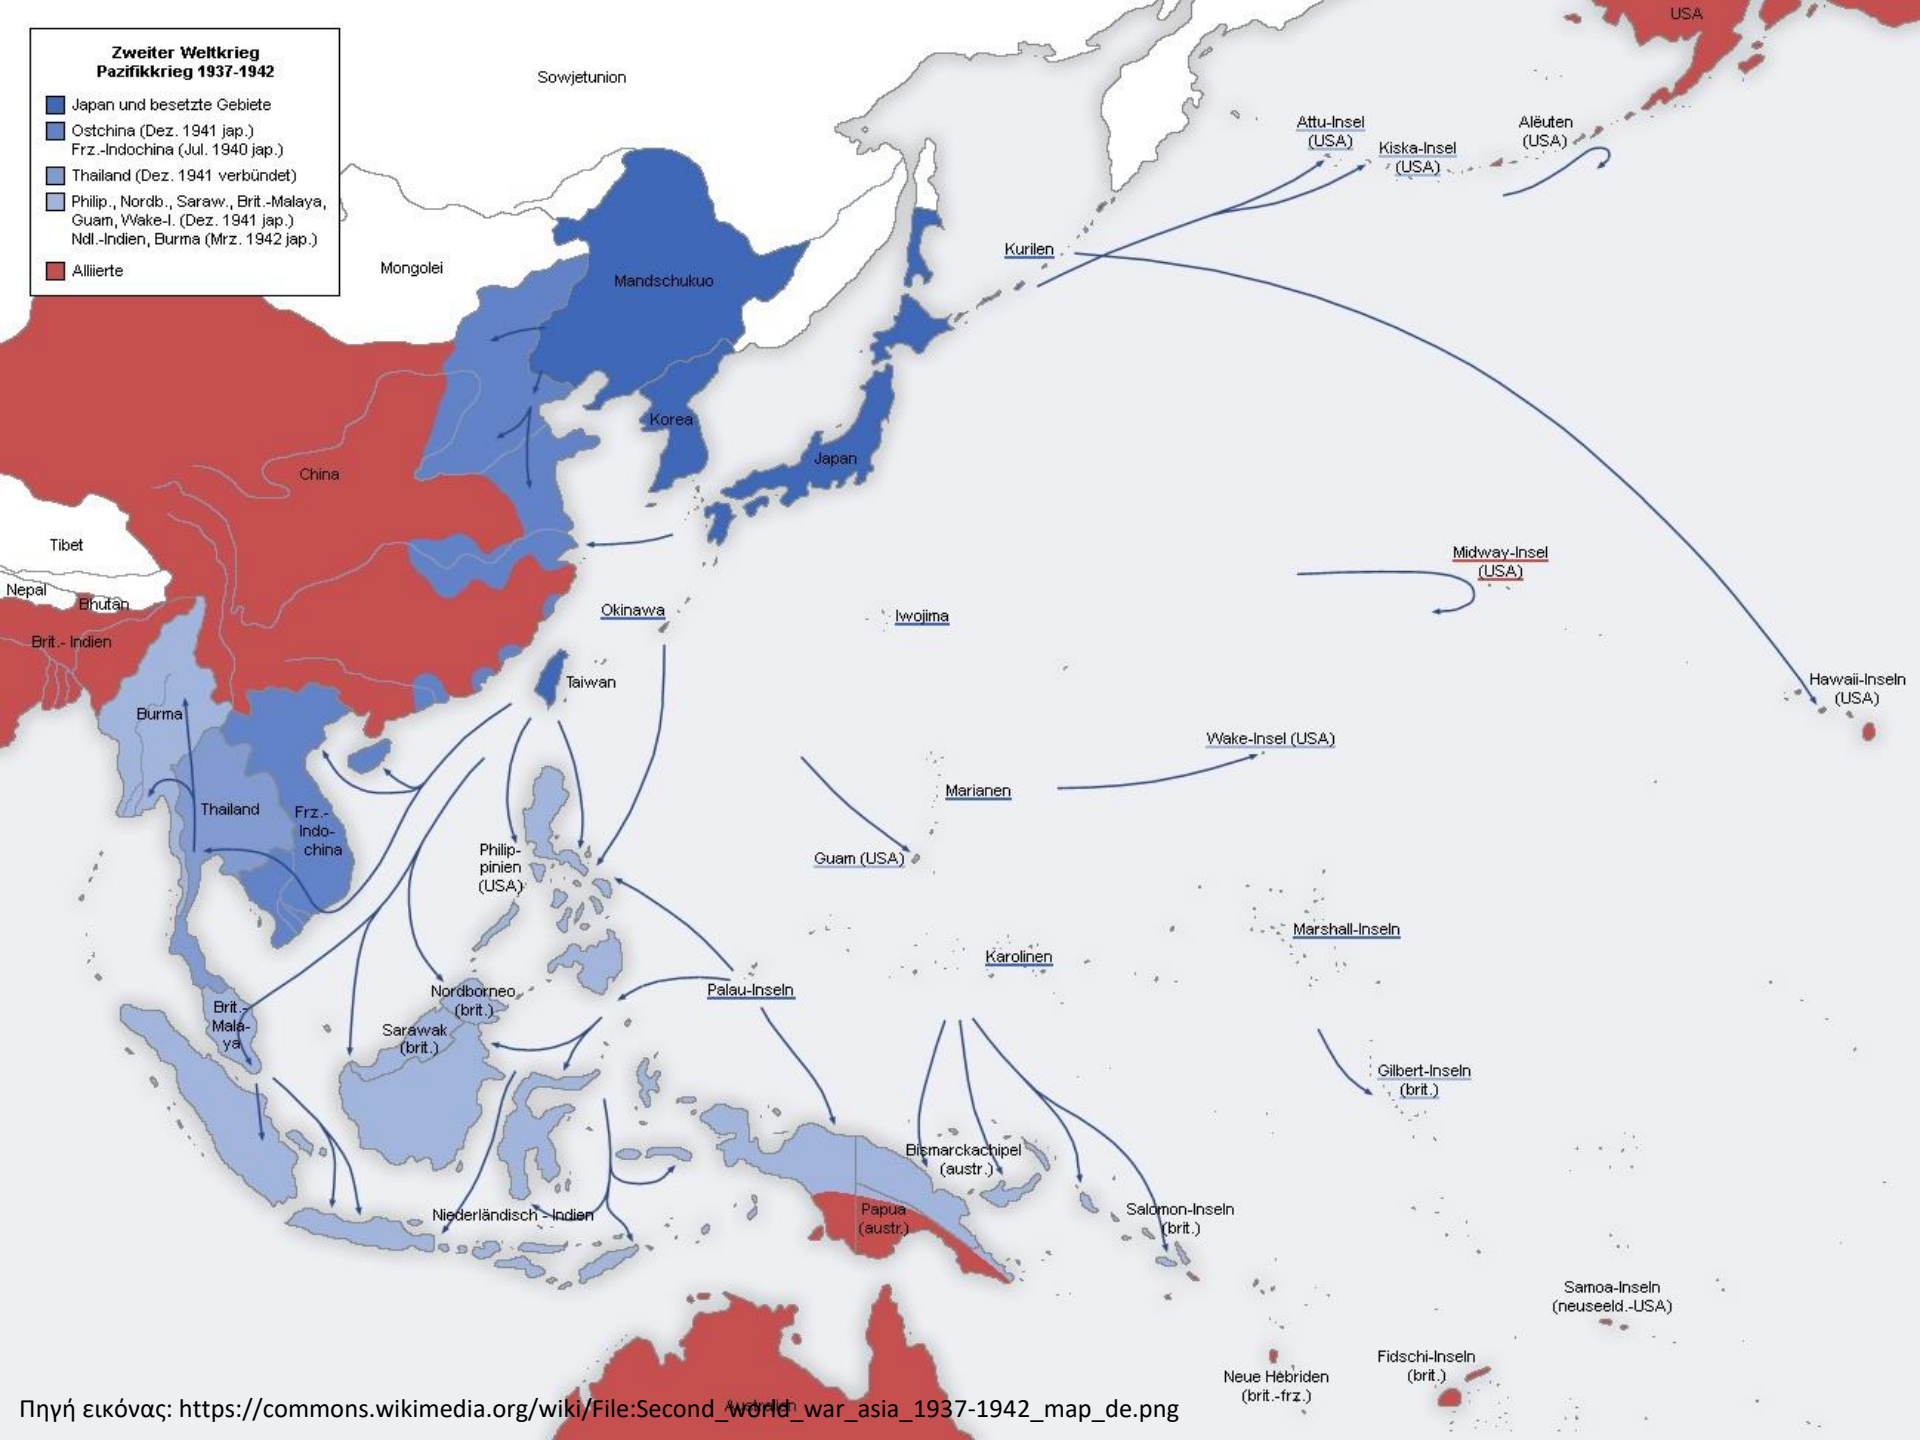 Zweiter Weltkrieg
Pazifikkrieg 1937-1942
Japan und besetzte Gebiete
Ostchina (Dez. 1941 jap.)
Frz.-Indochina (Jul. 1940 jap.)
Thailand (Dez. 1941 verbündet)
Philip., Nordb., Saraw., Brit.-Malaya,
Guam, Wake-I. (Dez. 1941 jap.)
Ndl.-Indien, Burma (Mrz. 1942 jap.)
Alliierte
USA
Sowjetunion
Attu-Insel
(USA)
Kiska-Insel
(USA)
Alëuten
(USA)
Kurilen
Mongolei
Mandschukuo
Korea
Japan
China
Tibet
Nepal
Bhutan
Brit.- Indien
Midway-Insel
(USA)
Okinawa
Iwojima
Taiwan
Hawaii-Inseln
(USA)
Burma
Wake-Insel (USA)
Marianen
Thailand
Frz.-
Indo-
china
Philip-
pinien
(USA)
Guam (USA)
Marshall-Inseln
Karolinen
Palau-Inseln
Nordborneo
(brit.)
Brit.-
Mala-
ya
Sarawak
(brit.)
Gilbert-Inseln
(brit.)
Bismarckachipel
(austr.)
Niederländisch - Indien
Papua
(austr.)
Salomon-Inseln
(brit.)
Samoa-Inseln
(neuseeld.-USA)
Neue Hebriden
(brit.-frz.)
Fidschi-Inseln
(brit.)
Australien
Πηγή εικόνας: https://commons.wikimedia.org/wiki/File:Second_world_war_asia_1937-1942_map_de.png